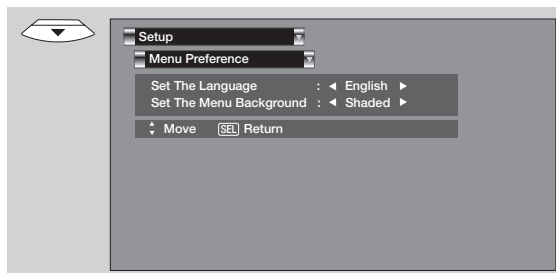 Setup
Menu Preference
Set The Language : ◀ English ▶
Set The Menu Background : ◀ Shaded ▶
Move SEL Return